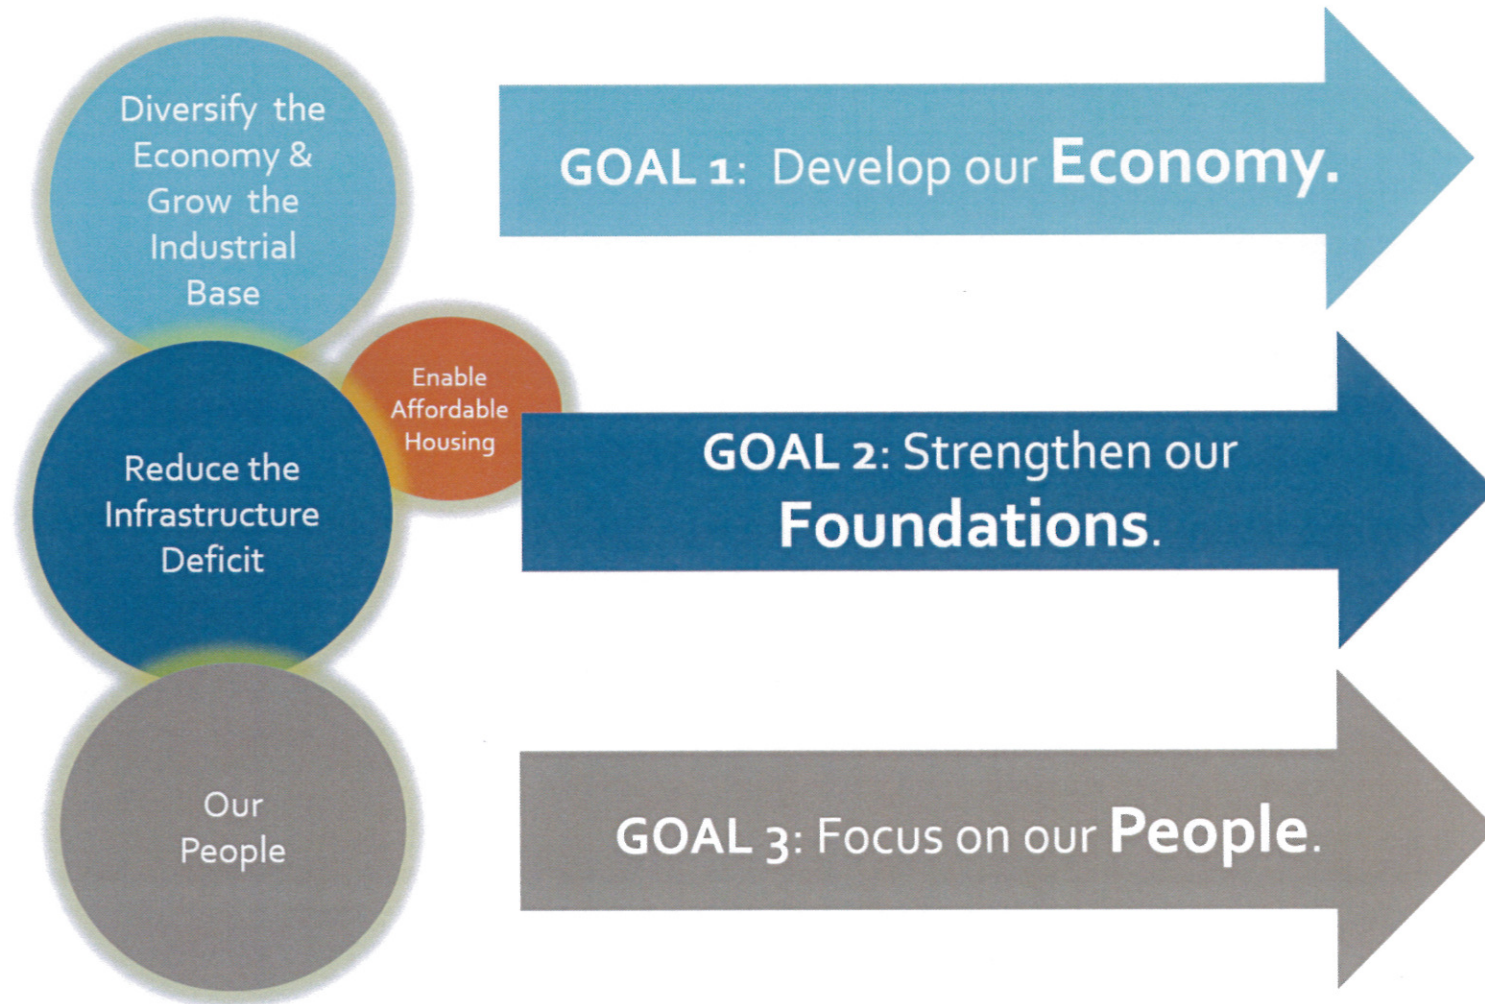 Diversify the
Economy &
Grow the
Industrial
Base
GOAL 1: Develop our Economy.
Enable
Affordable
Housing
Reduce the
Infrastructure
Deficit
GOAL 2: Strengthen our
Foundations.
Our
People
GOAL 3: Focus on our People.